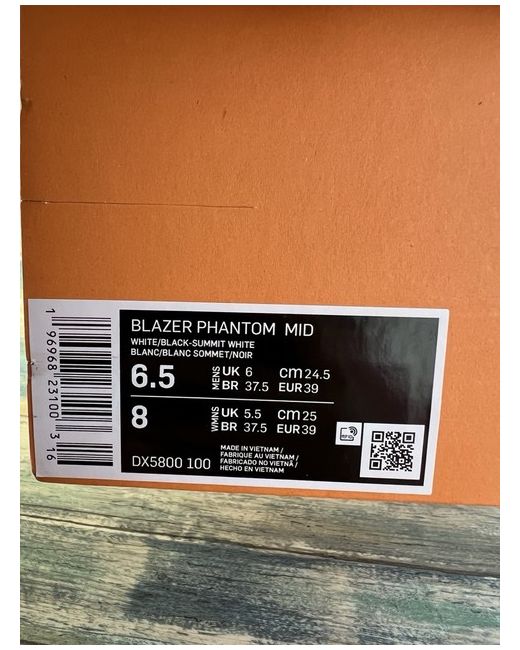 BLAZER PHANTOM MID
WHITE/BLACK-SUMMIT WHITE
BLANC/BLANC SOMMET/NOIR
6.5 MENS UK 6 cm 24.5
BR 37.5 EUR 39
8 WMNS UK 5.5 cm 25
BR 37.5 EUR 39
DX5800 100
MADE IN VIETNAM /
FABRIQUE AU VIETNAM /
FABRICADO NO VIETNÃ /
HECHO EN VIETNAM
RFID
1 96968 23100 3 16